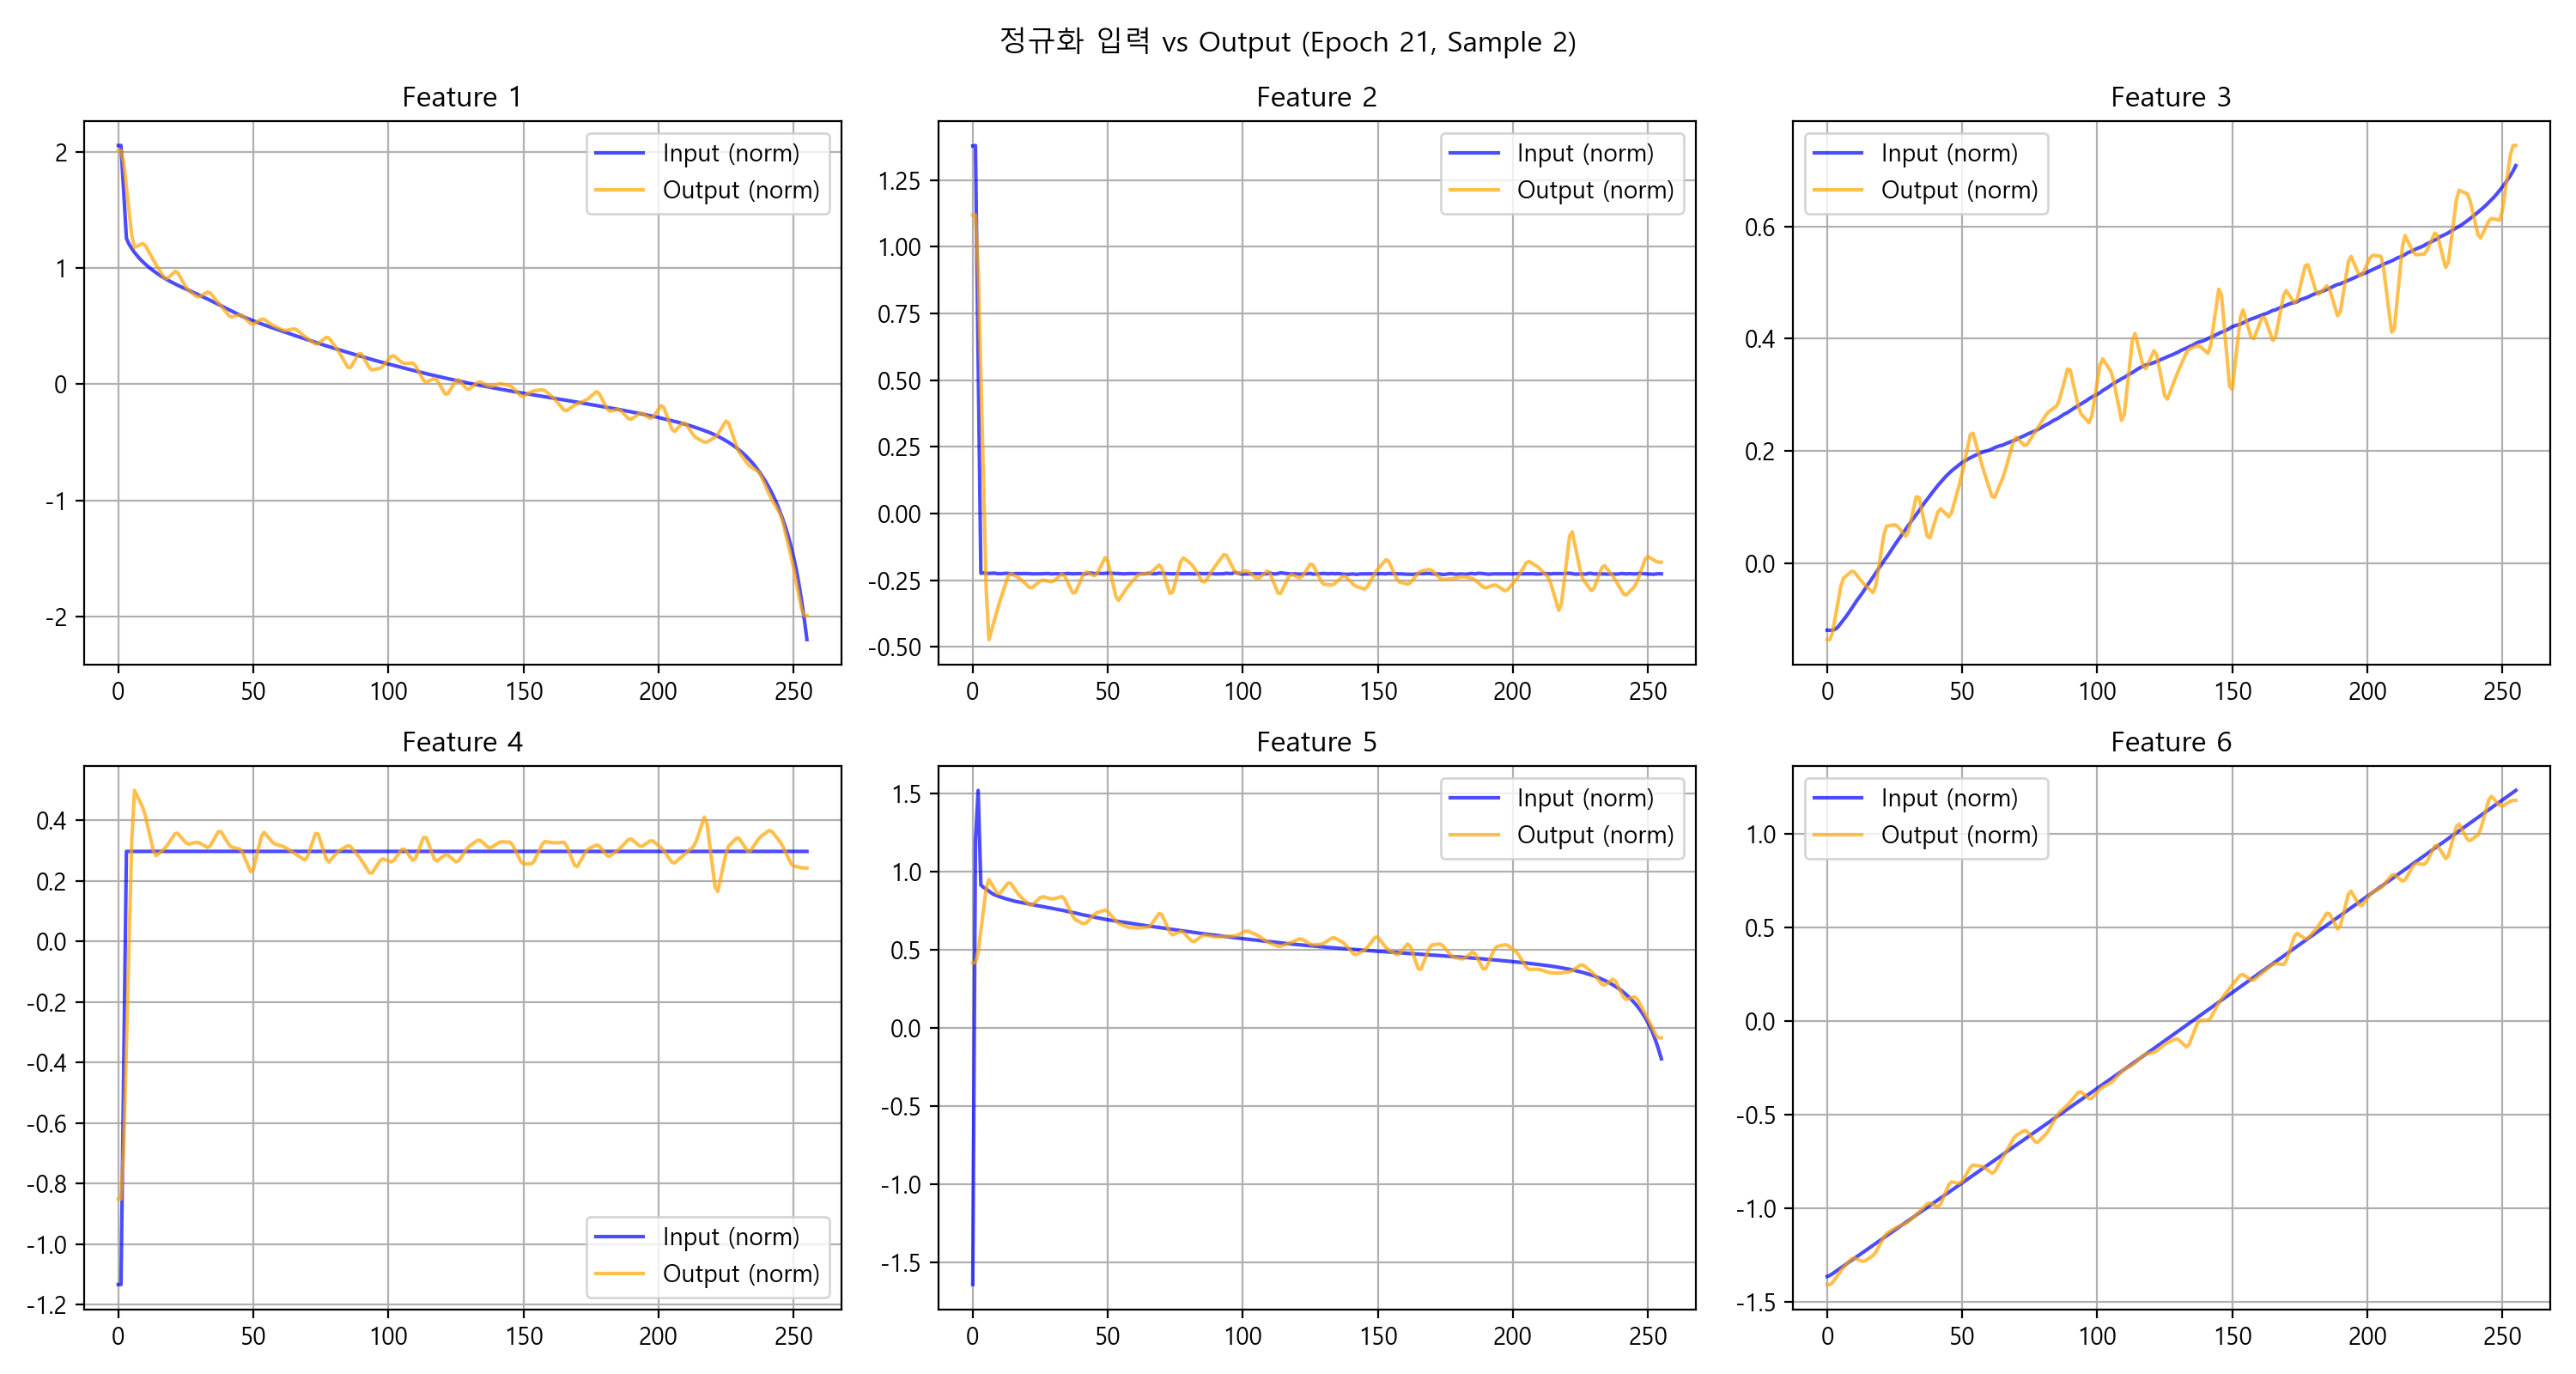 정규화 입력 vs Output (Epoch 21, Sample 2)
Feature 1
2
1
0
-1
-2
0 50 100 150 200 250
Input (norm)
Output (norm)
Feature 2
1.25
1.00
0.75
0.50
0.25
0.00
-0.25
-0.50
0 50 100 150 200 250
Input (norm)
Output (norm)
Feature 3
0.6
0.4
0.2
0.0
0 50 100 150 200 250
Input (norm)
Output (norm)
Feature 4
0.4
0.2
0.0
-0.2
-0.4
-0.6
-0.8
-1.0
-1.2
0 50 100 150 200 250
Input (norm)
Output (norm)
Feature 5
1.5
1.0
0.5
0.0
-0.5
-1.0
-1.5
0 50 100 150 200 250
Input (norm)
Output (norm)
Feature 6
1.0
0.5
0.0
-0.5
-1.0
-1.5
0 50 100 150 200 250
Input (norm)
Output (norm)